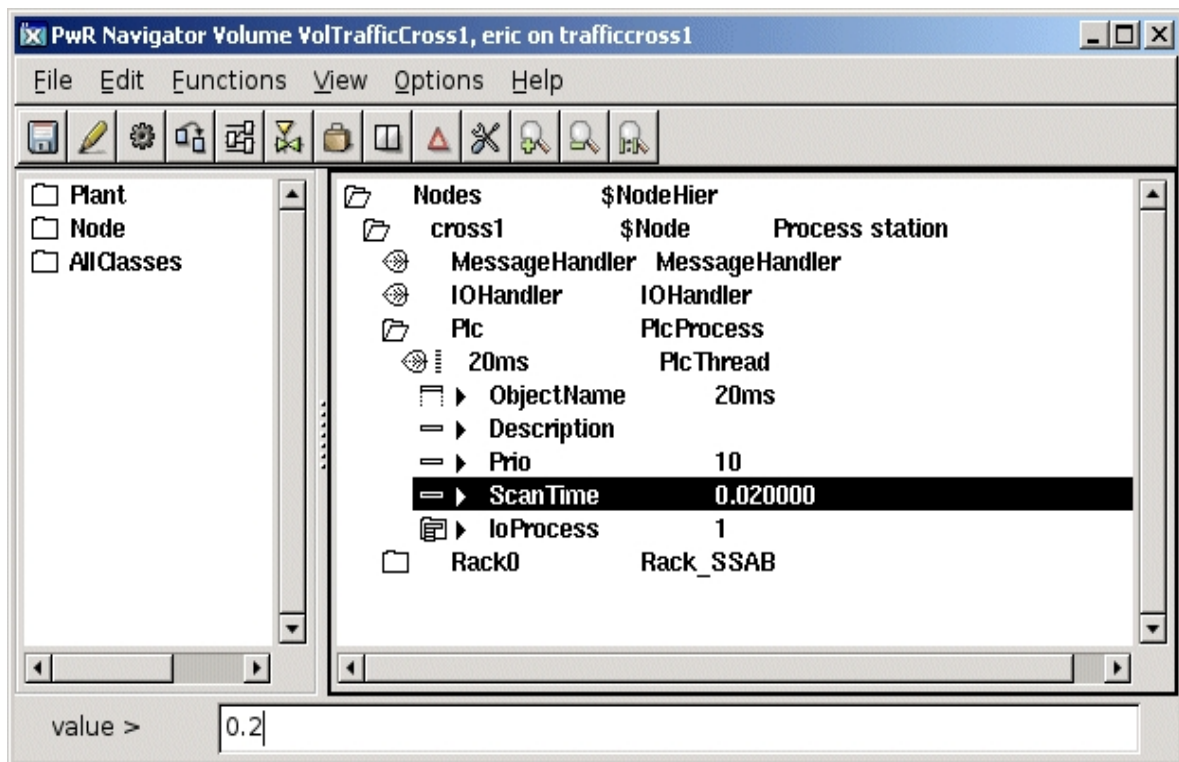 PwR Navigator Volume VolTrafficCross1, eric on trafficcross1
File Edit Functions View Options Help
Plant
Node
AllClasses
Nodes $NodeHier
cross1 $Node Process station
MessageHandler MessageHandler
IOHandler IOHandler
Plc PlcProcess
20ms PlcThread
ObjectName 20ms
Description
Prio 10
ScanTime 0.020000
IoProcess 1
Rack0 Rack_SSAB
value > 0.2